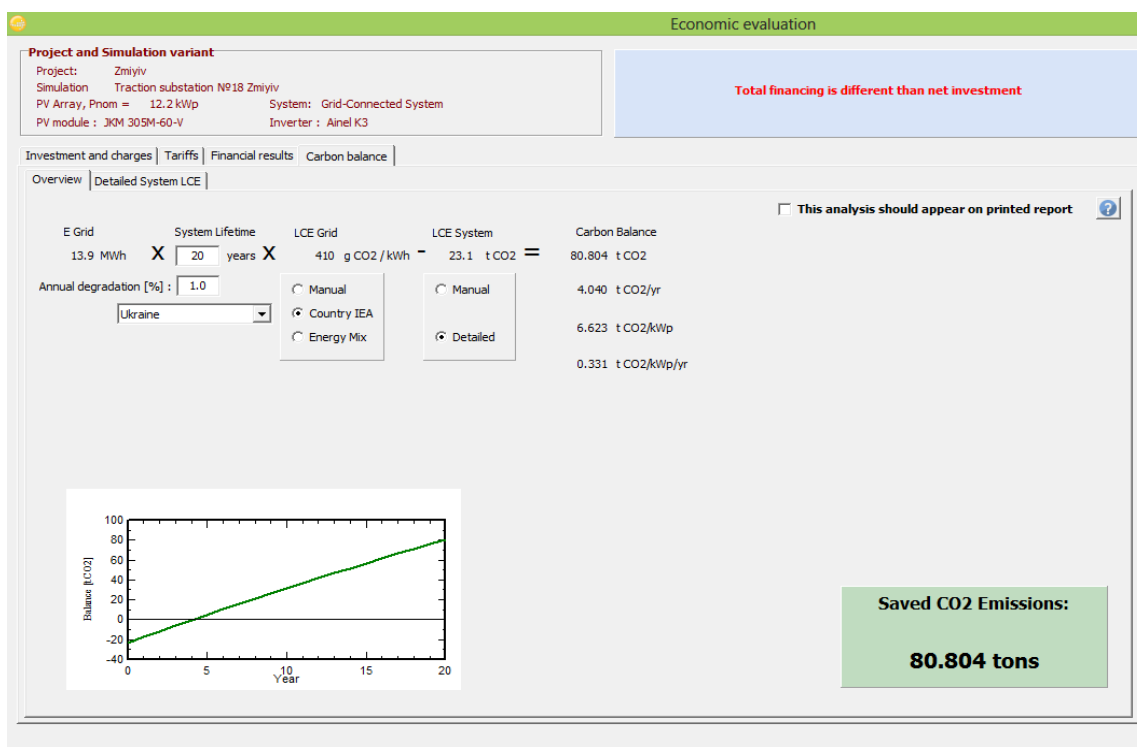 Economic evaluation
Project and Simulation variant
Project: Zmiyiv
Simulation Traction substation Nº18 Zmiyiv
PV Array, Pnom = 12.2 kWp System: Grid-Connected System
PV module : JKM 305M-60-V Inverter : Ainel K3
Total financing is different than net investment
Investment and charges Tariffs Financial results Carbon balance
Overview Detailed System LCE
This analysis should appear on printed report ?
E Grid System Lifetime LCE Grid LCE System Carbon Balance
13.9 MWh X 20 years X 410 g CO2 / kWh - 23.1 t CO2 = 80.804 t CO2
Annual degradation [%] : 1.0 Manual Manual 4.040 t CO2/yr
Ukraine Country IEA
Energy Mix Detailed 6.623 t CO2/kWp
0.331 t CO2/kWp/yr
100
80
60
40
20
0
-20
-40
Balance [tCO2]
0 5 10 15 20
Year
Saved CO2 Emissions:
80.804 tons